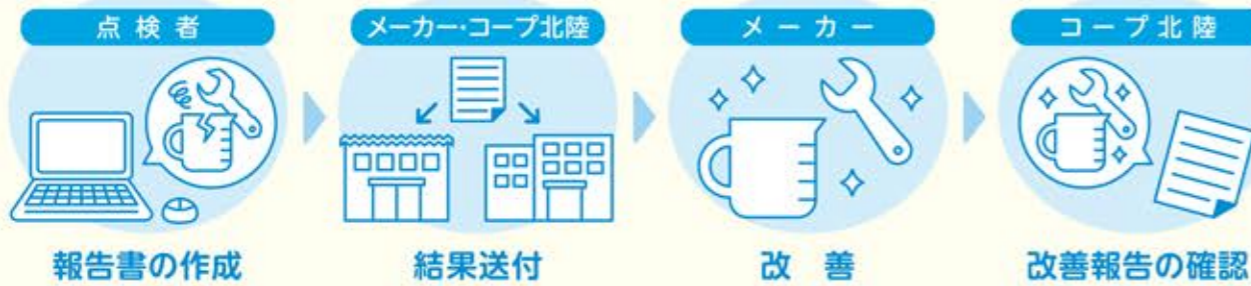 点検者
メーカー・コープ北陸
メーカー
コープ北陸
報告書の作成
結果送付
改善
改善報告の確認